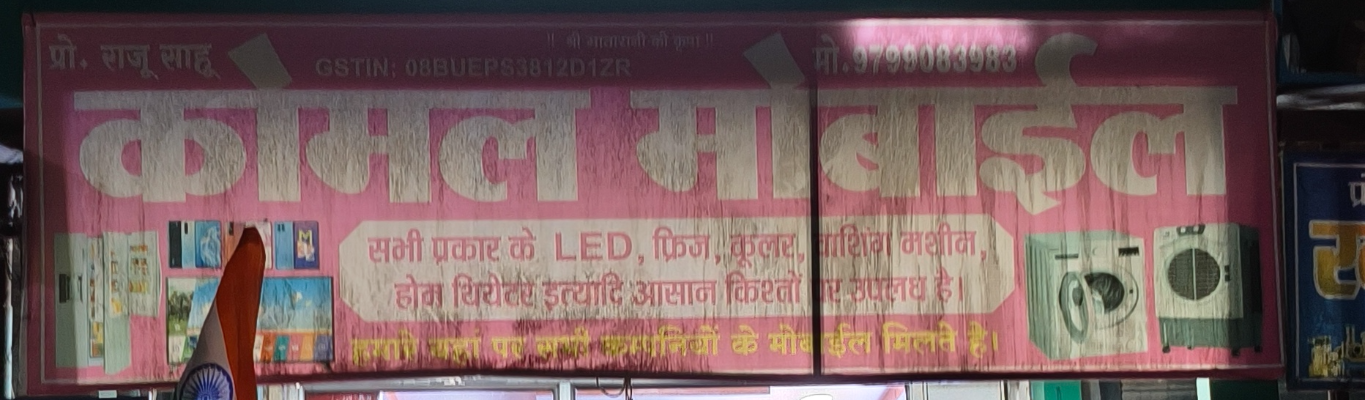 ॥ श्री मातारानी की कृपा ॥
प्रो. राजू साहू
GSTIN: 08BUEPS3812D1ZR
मो.9799083983
कोमल मोबाईल
सभी प्रकार के LED, फ्रिज, कूलर, वाशिंग मशीन,
होम थियेटर इत्यादि आसान किश्तों पर उपलध है।
हमारे यहां पर सभी कम्पनियों के मोबाईल मिलते है।